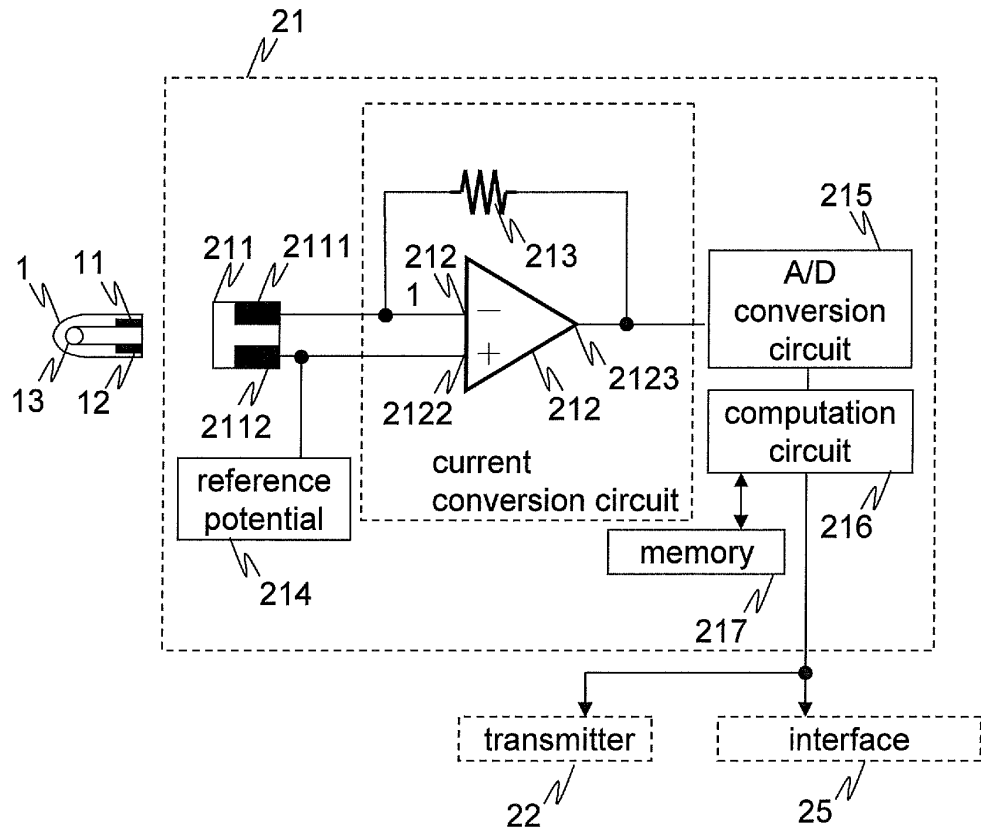 21
215
211
2111
213
212
1
A/D
conversion
circuit
1
11
13
12
2112
2122
212
2123
computation
circuit
reference
potential
current
conversion circuit
216
memory
214
217
transmitter
interface
22
25